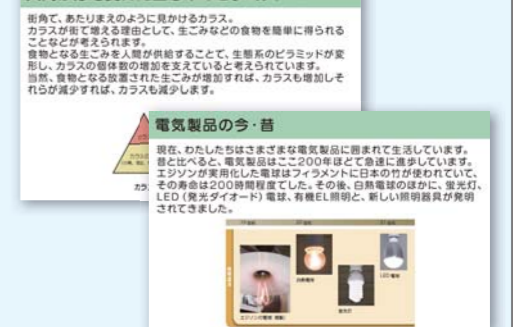 街角で、あたりまえのように見かけるカラス。
カラスが街で増える理由として、生ごみなどの食物を簡単に得られる
ことなどが考えられます。
食物となる生ごみを人間が供給することで、生態系のピラミッドが変
形し、カラスの個体数の増加を支えていると考えられています。
当然、食物となる放置された生ごみが増加すれば、カラスも増加しそ
れらが減少すれば、カラスも減少します。
電気製品の今・昔
現在、わたしたちはさまざまな電気製品に囲まれて生活しています。
昔と比べると、電気製品はここ200年ほどで急速に進歩しています。
エジソンが実用化した電球はフィラメントに日本の竹が使われていて、
その寿命は200時間程度でした。その後、白熱電球のほかに、蛍光灯、
LED（発光ダイオード）電球、有機EL照明と、新しい照明器具が発明
されてきました。
LED電球
白熱電球
蛍光灯